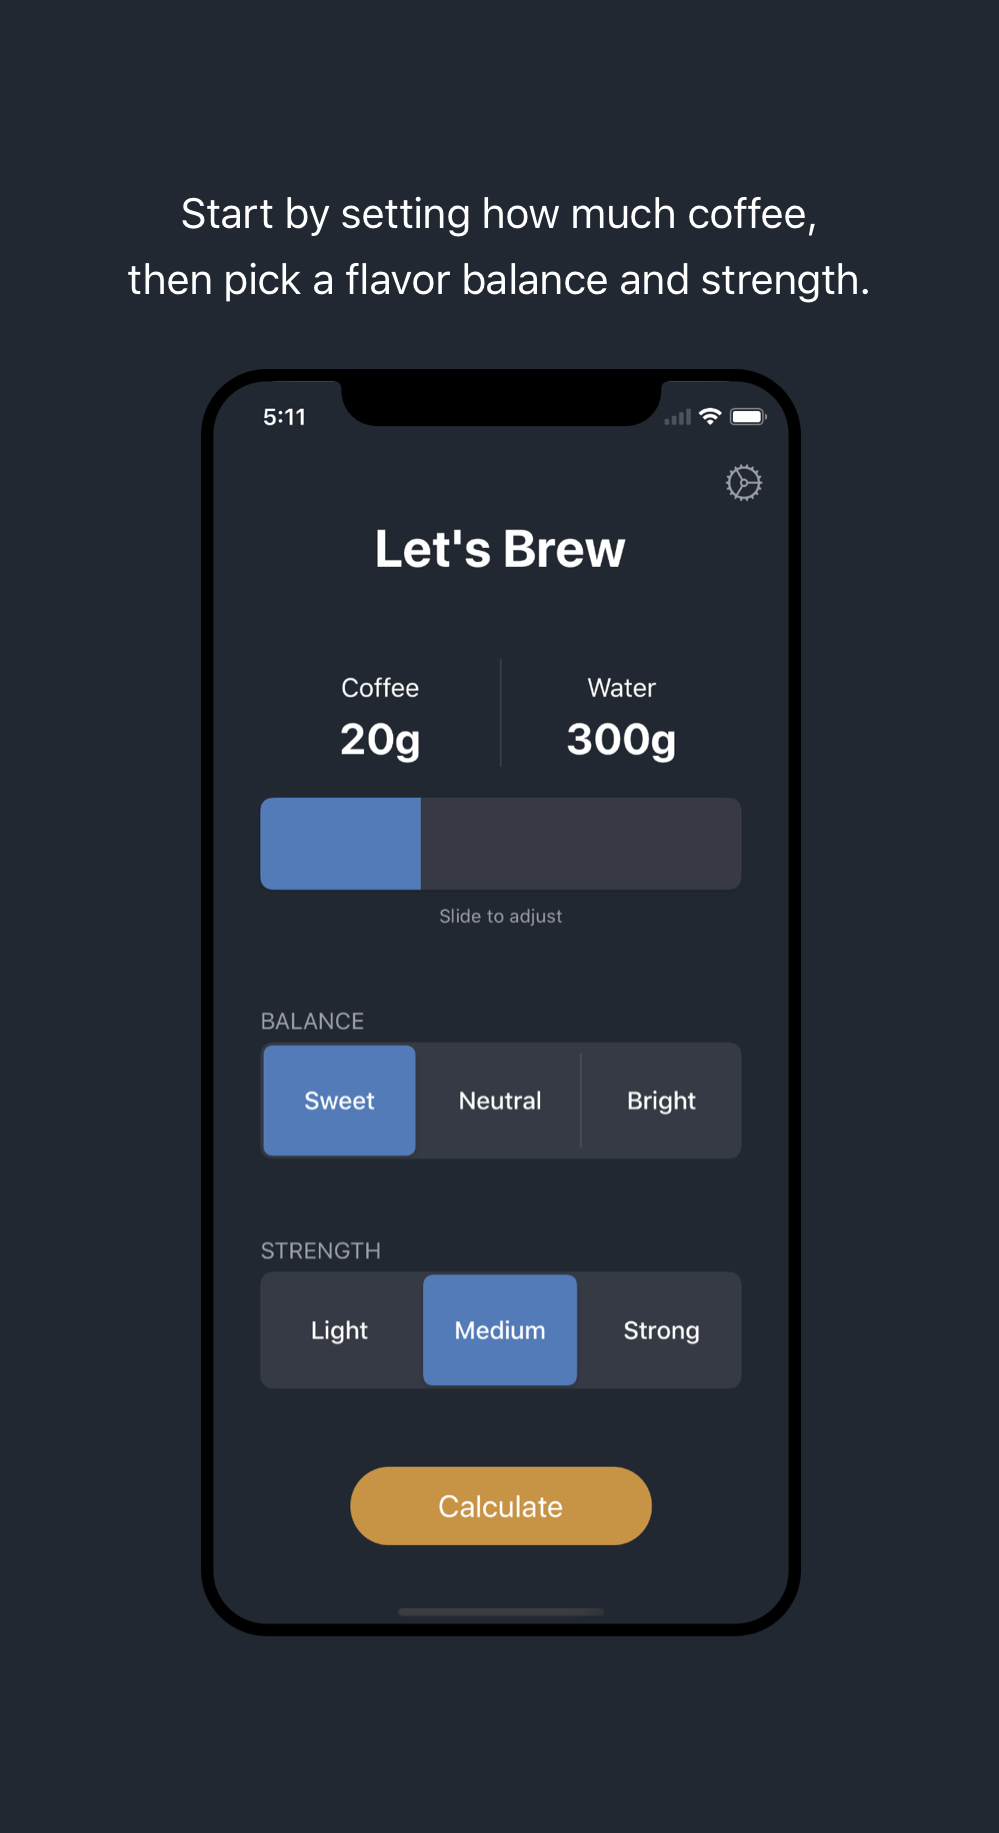 Start by setting how much coffee,
then pick a flavor balance and strength.
5:11
Let's Brew
Coffee
Water
20g
300g
Slide to adjust
BALANCE
Sweet Neutral Bright
STRENGTH
Light Medium Strong
Calculate